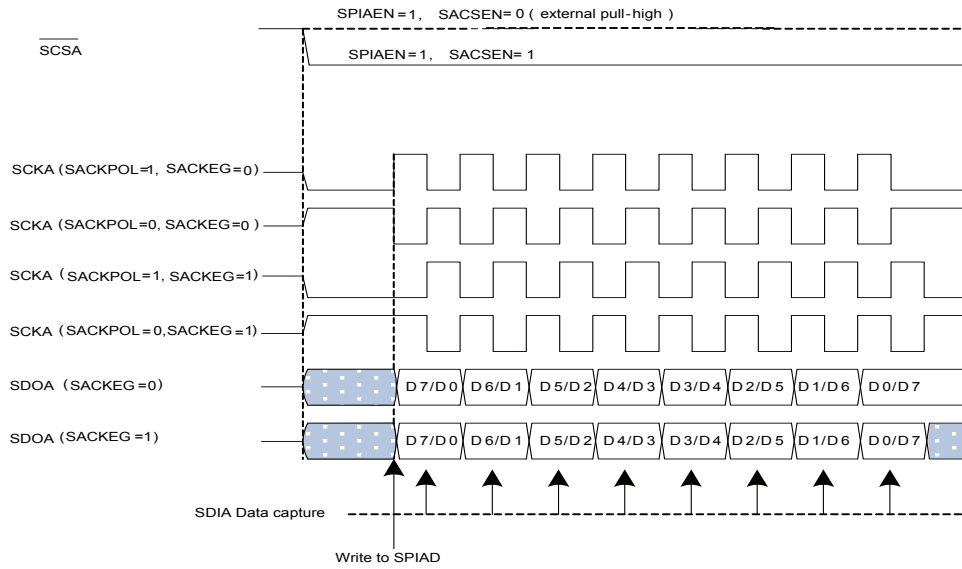 SPIAEN=1, SACSEN=0 ( external pull-high)
SCSA
SPIAEN=1, SACSEN= 1
SCKA (SACKPOL=1, SACKEG=0)
SCKA (SACKPOL=0, SACKEG=0)
SCKA (SACKPOL=1, SACKEG=1)
SCKA (SACKPOL=0,SACKEG=1)
SDOA (SACKEG=0) D7/D0 D6/D1 D5/D2 D4/D3 D3/D4 D2/D5 D1/D6 D0/D7
SDOA (SACKEG=1) D7/D0 D6/D1 D5/D2 D4/D3 D3/D4 D2/D5 D1/D6 D0/D7
SDIA Data capture
Write to SPIAD